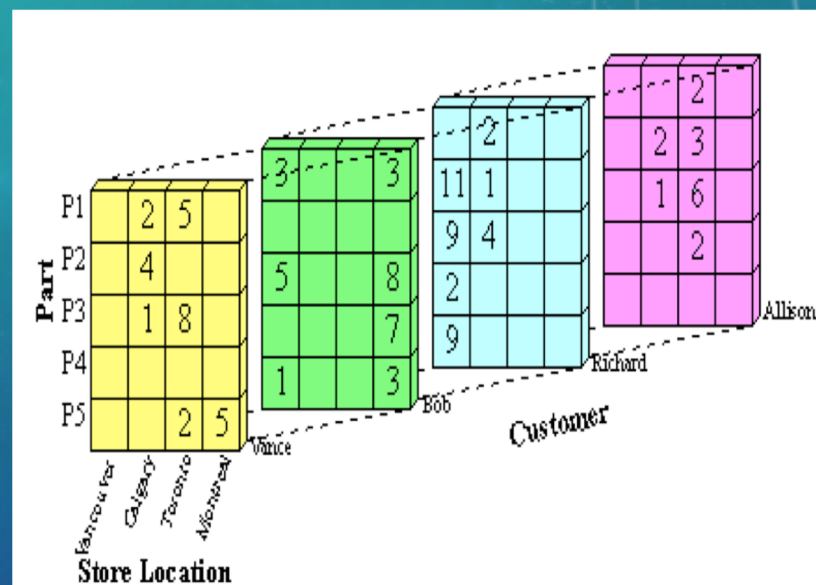 2
2 3
1 6
2
2
11 1
9 4
2
9
3 3
5 8
7
1 3
P1 2 5
P2 4
P3 1 8
P4
P5 2 5
Part
Vance
Bob
Richard
Allison
Customer
Vancouver
Calgary
Toronto
Montreal
Store Location